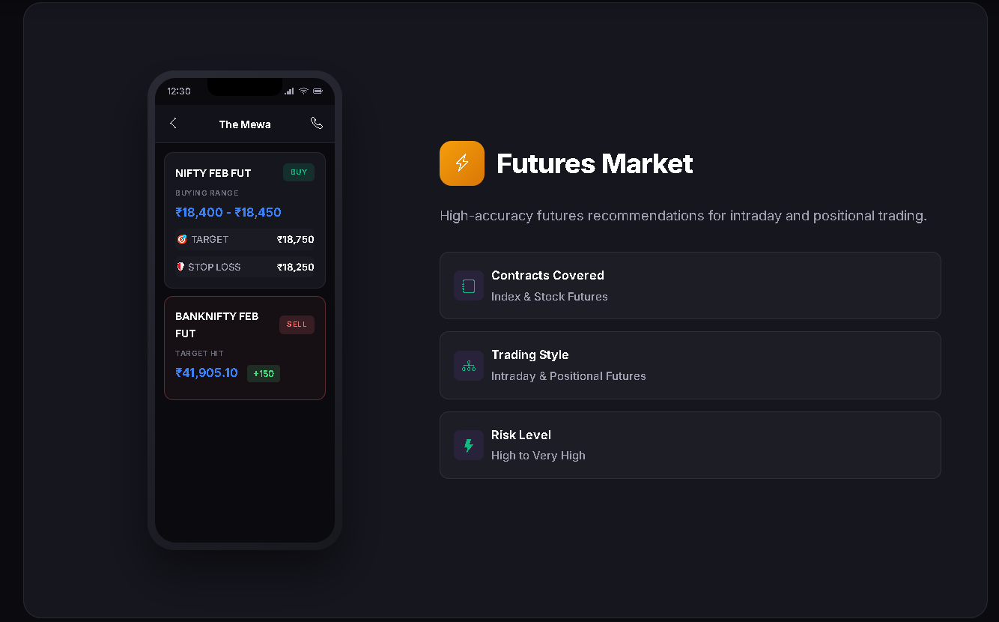 12:30
The Mewa
NIFTY FEB FUT
BUY
BUYING RANGE
₹18,400 - ₹18,450
TARGET
₹18,750
STOP LOSS
₹18,250
BANKNIFTY FEB
FUT
SELL
TARGET HIT
₹41,905.10
+150
Futures Market
High-accuracy futures recommendations for intraday and positional trading.
Contracts Covered
Index & Stock Futures
Trading Style
Intraday & Positional Futures
Risk Level
High to Very High